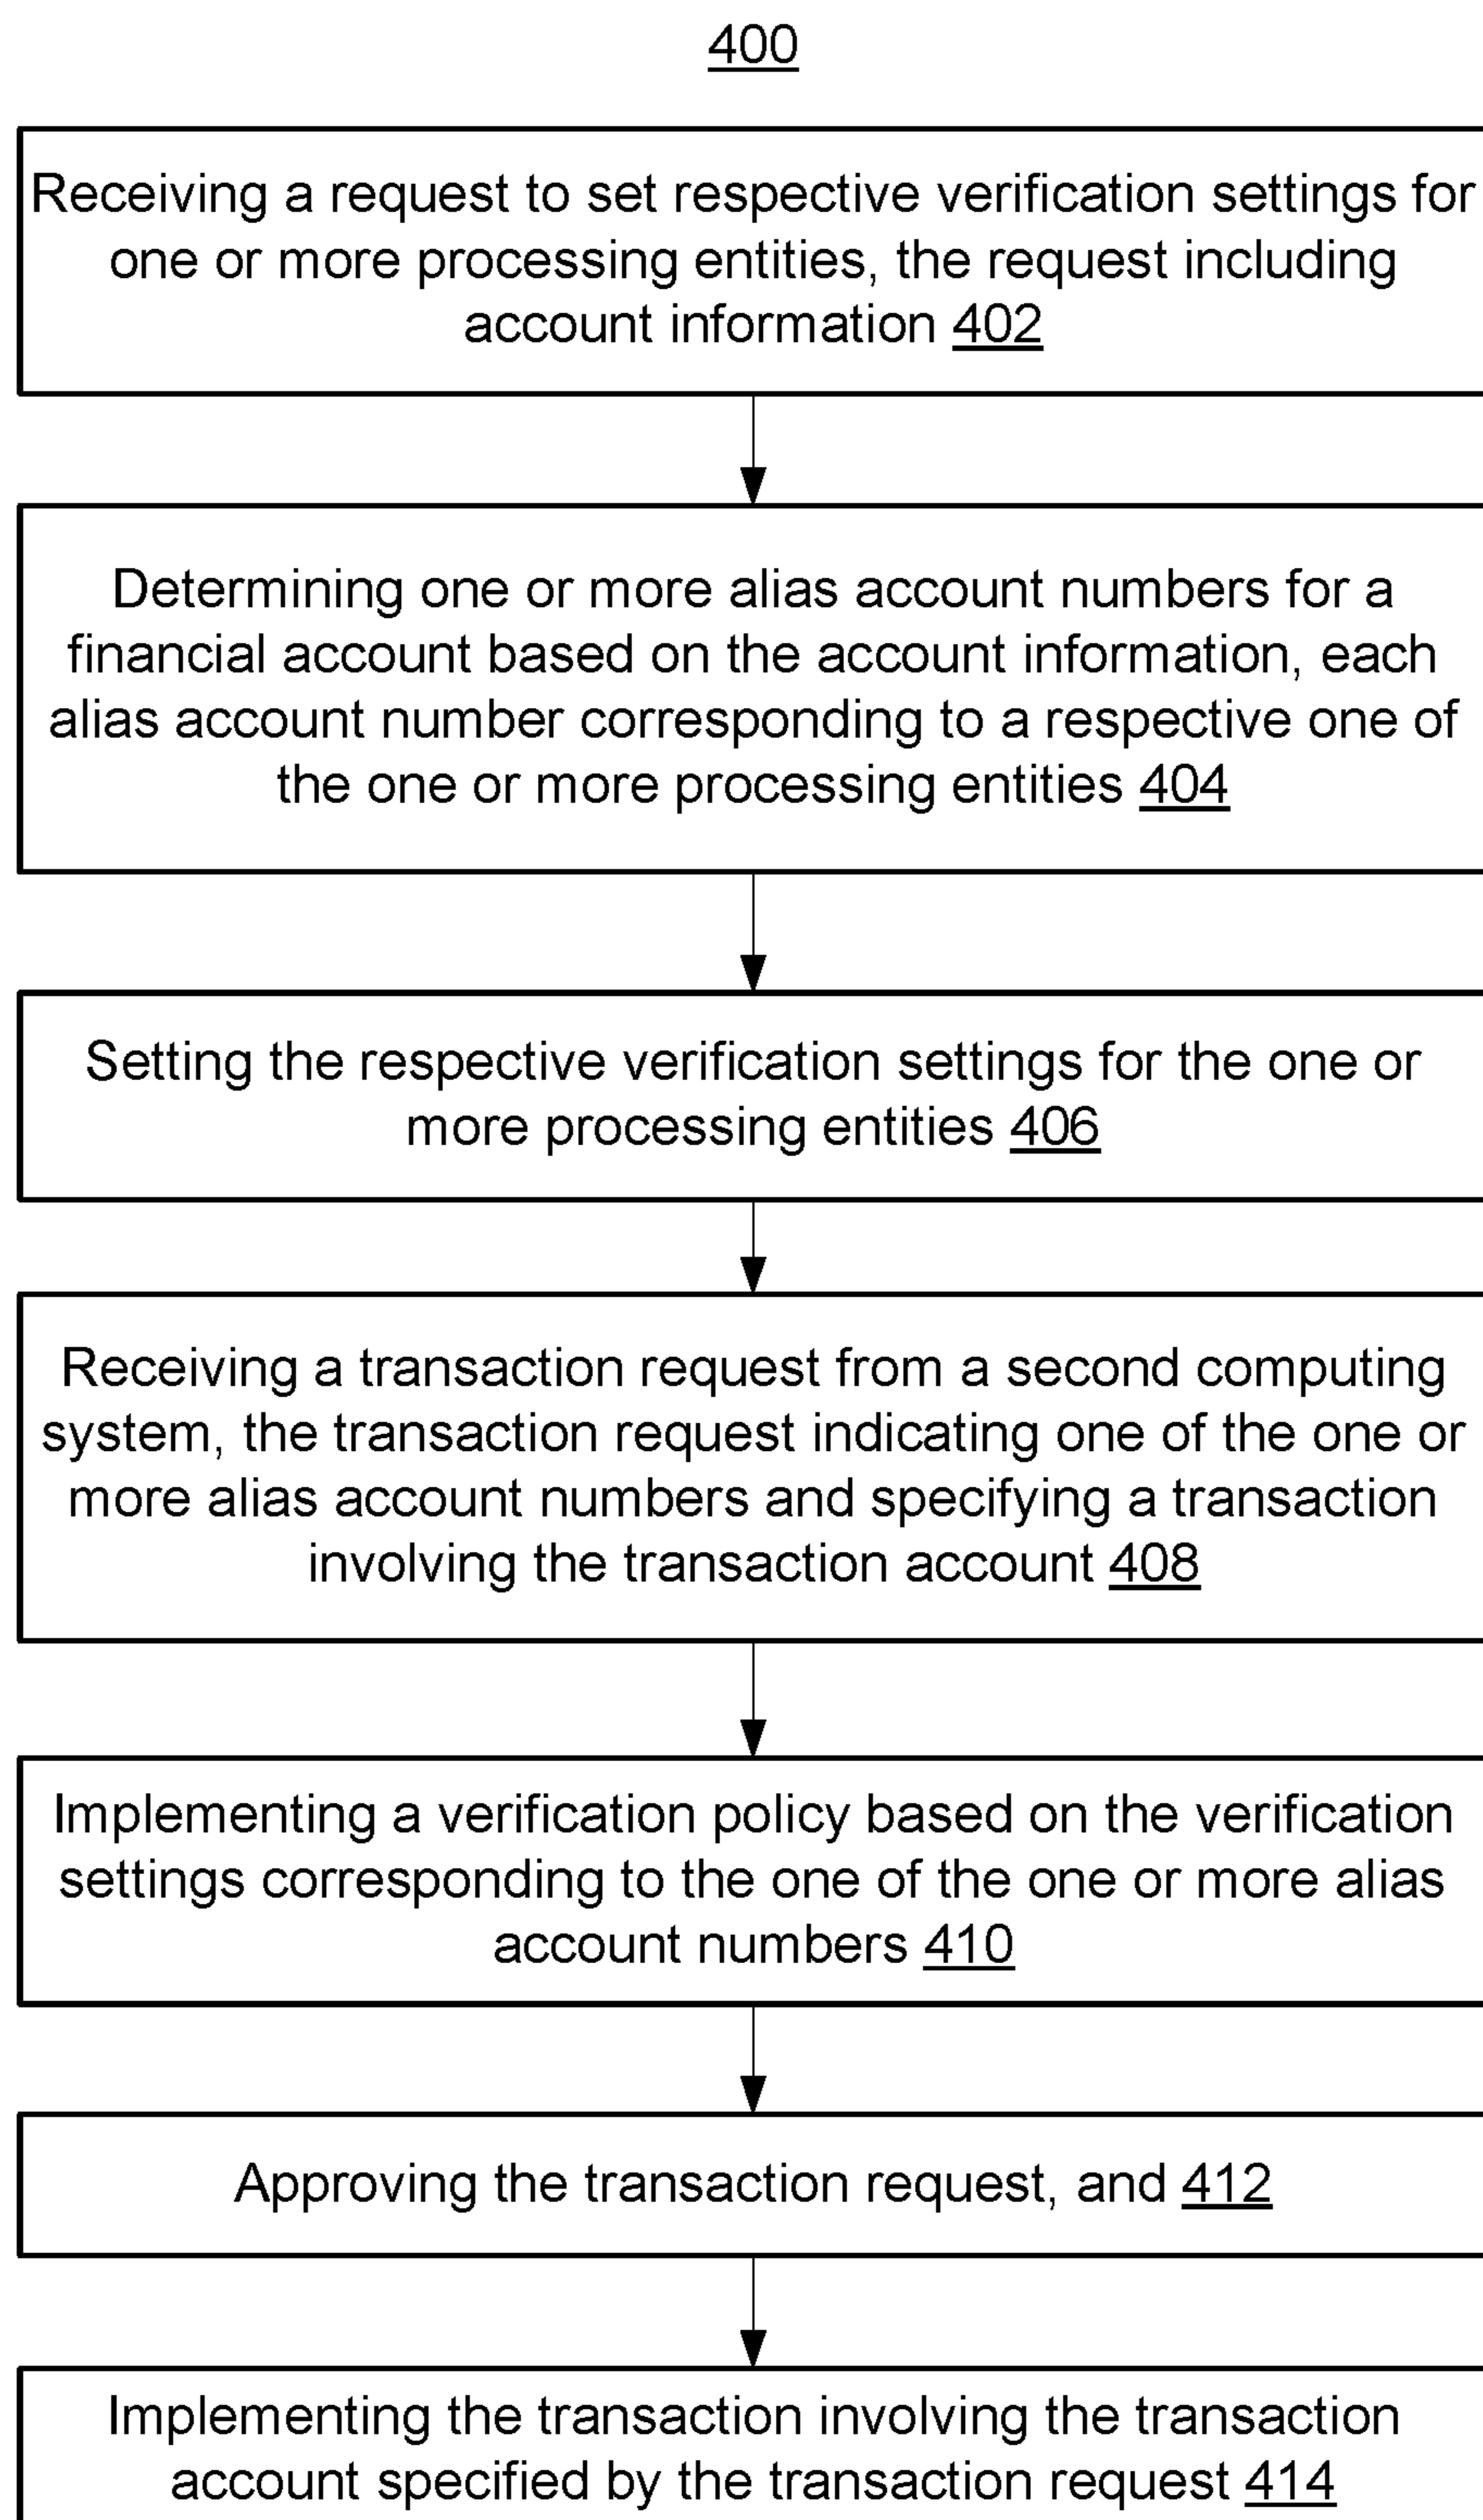 400
Receiving a request to set respective verification settings for
one or more processing entities, the request including
account information 402
Determining one or more alias account numbers for a
financial account based on the account information, each
alias account number corresponding to a respective one of
the one or more processing entities 404
Setting the respective verification settings for the one or
more processing entities 406
Receiving a transaction request from a second computing
system, the transaction request indicating one of the one or
more alias account numbers and specifying a transaction
involving the transaction account 408
Implementing a verification policy based on the verification
settings corresponding to the one of the one or more alias
account numbers 410
Approving the transaction request, and 412
Implementing the transaction involving the transaction
account specified by the transaction request 414